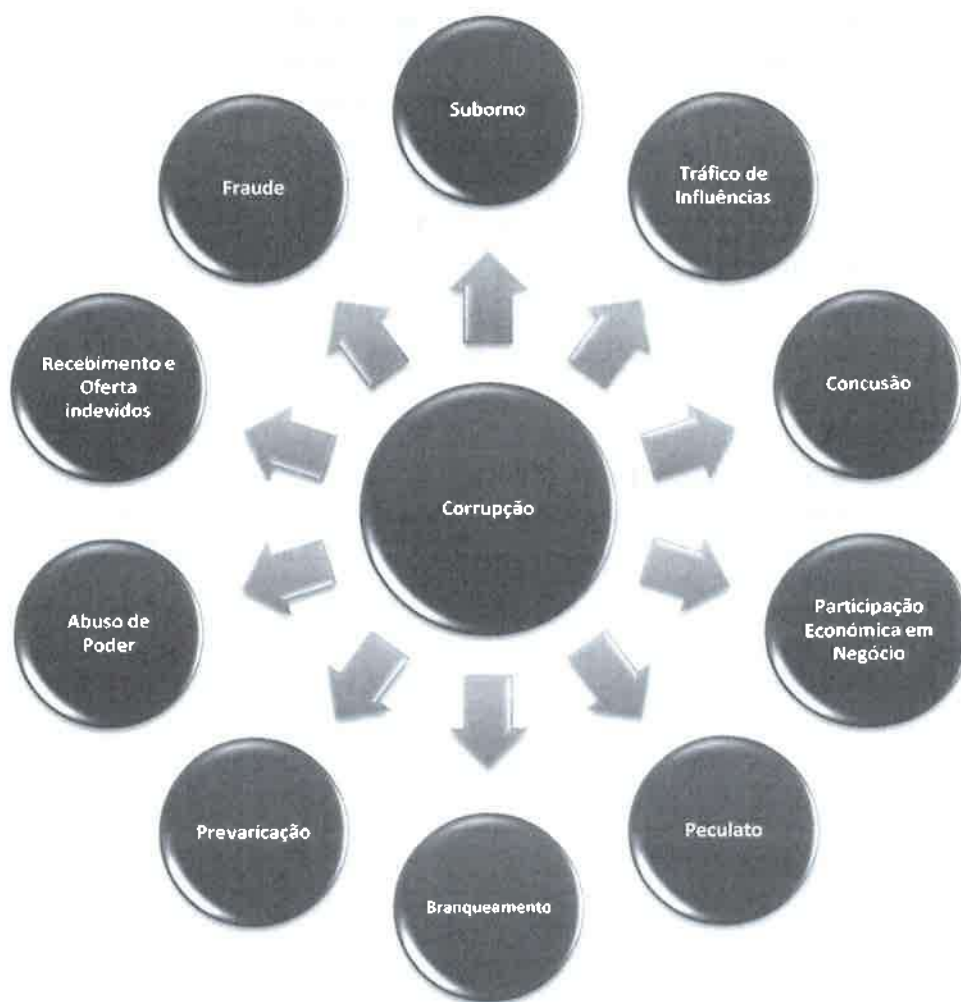 Suborno
Tráfico de
Influências
Concusão
Participação
Económica em
Negócio
Peculato
Branqueamento
Prevaricação
Abuso de
Poder
Recebimento e
Oferta
indevidos
Fraude
Corrupção